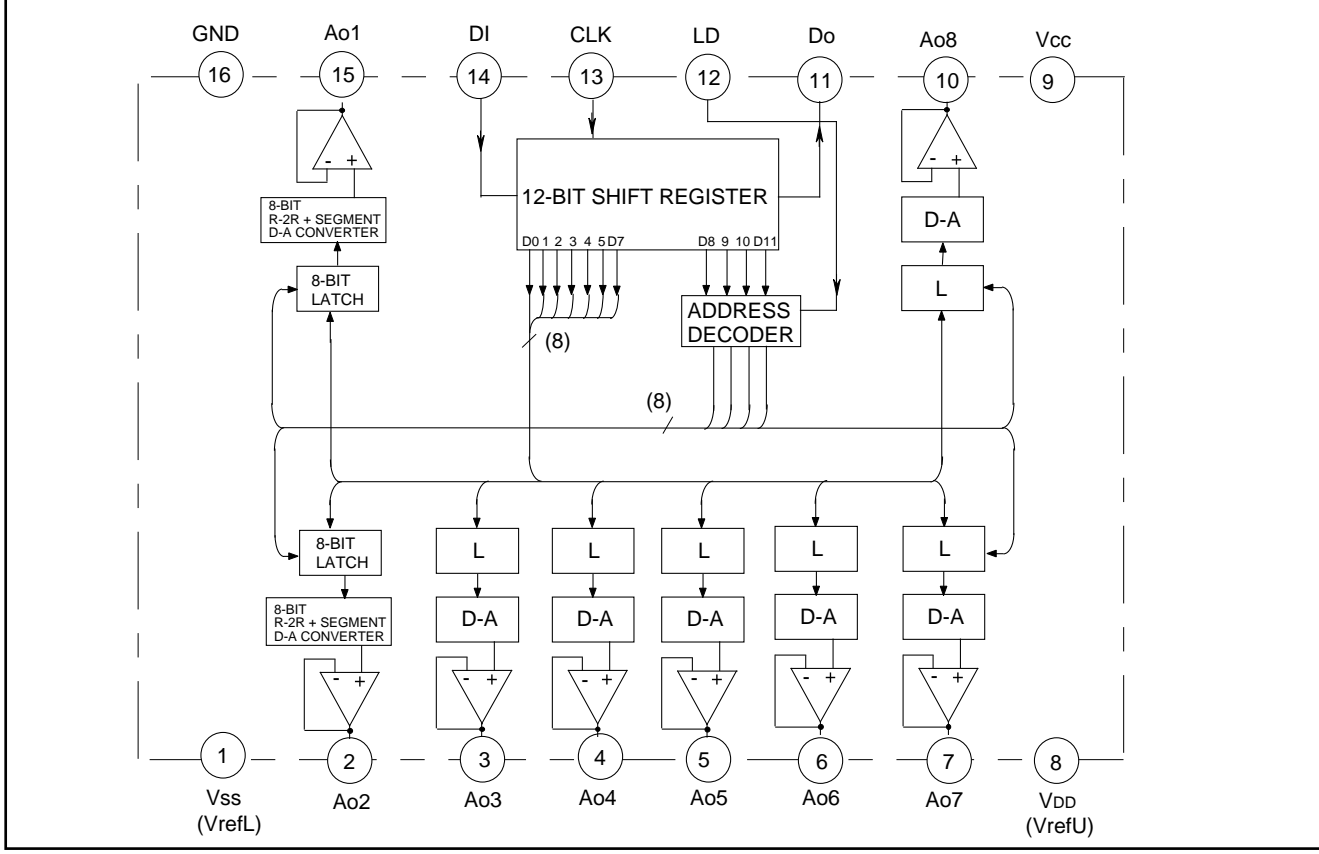 GND Ao1 DI CLK LD Do Ao8 Vcc
16 15 14 13 12 11 10 9
- +
- +
8-BIT
R-2R + SEGMENT
D-A CONVERTER
12-BIT SHIFT REGISTER
D-A
D0 1 2 3 4 5 D7 D8 9 10 D11
8-BIT
LATCH
L
ADDRESS
DECODER
(8)
(8)
8-BIT
LATCH
L
L
L
L
L
8-BIT
R-2R + SEGMENT
D-A CONVERTER
D-A
D-A
D-A
D-A
D-A
- +
- +
- +
- +
- +
- +
1 2 3 4 5 6 7 8
Vss
(VrefL)
Ao2 Ao3 Ao4 Ao5 Ao6 Ao7
VDD
(VrefU)